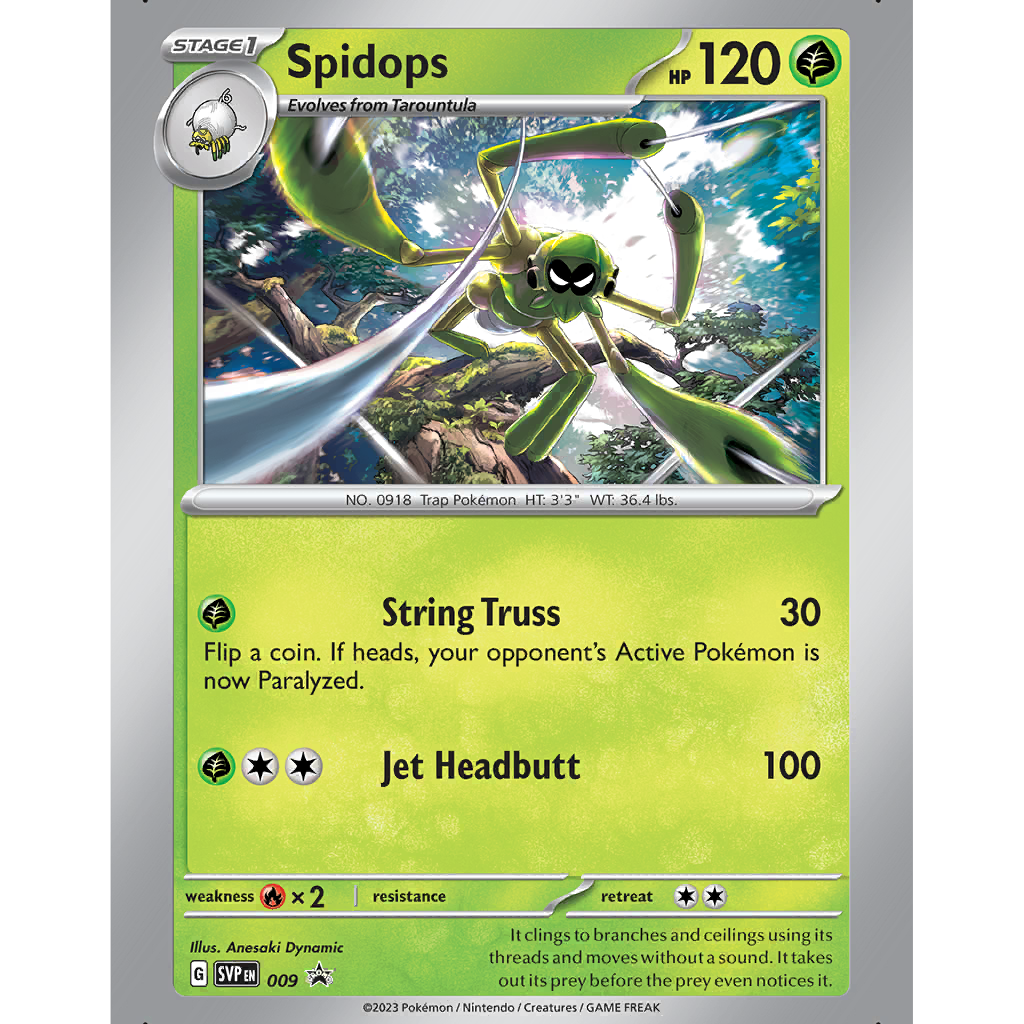 STAGE1
Spidops
HP 120
Evolves from Tarountula
NO. 0918 Trap Pokémon HT: 3'3" WT: 36.4 lbs.
String Truss 30
Flip a coin. If heads, your opponent's Active Pokémon is
now Paralyzed.
Jet Headbutt 100
weakness ×2 resistance retreat
Illus. Anesaki Dynamic
G SVP EN 009 PROMO
It clings to branches and ceilings using its
threads and moves without a sound. It takes
out its prey before the prey even notices it.
©2023 Pokémon / Nintendo / Creatures / GAME FREAK